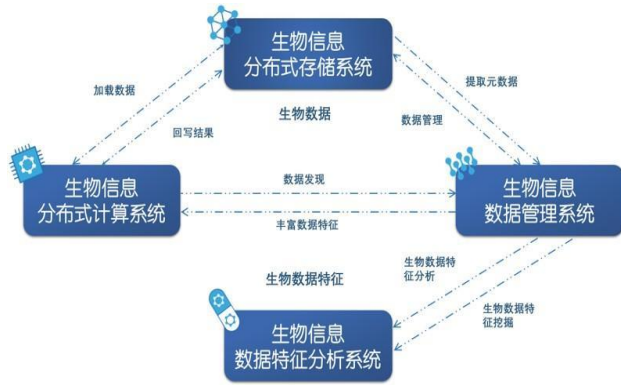 生物信息
分布式存储系统
加载数据
提取元数据
生物数据
数据管理
回写结果
生物信息
分布式计算系统
数据发现
生物信息
数据管理系统
丰富数据特征
生物数据特
征分析
生物数据特征
生物数据特
征挖掘
生物信息
数据特征分析系统